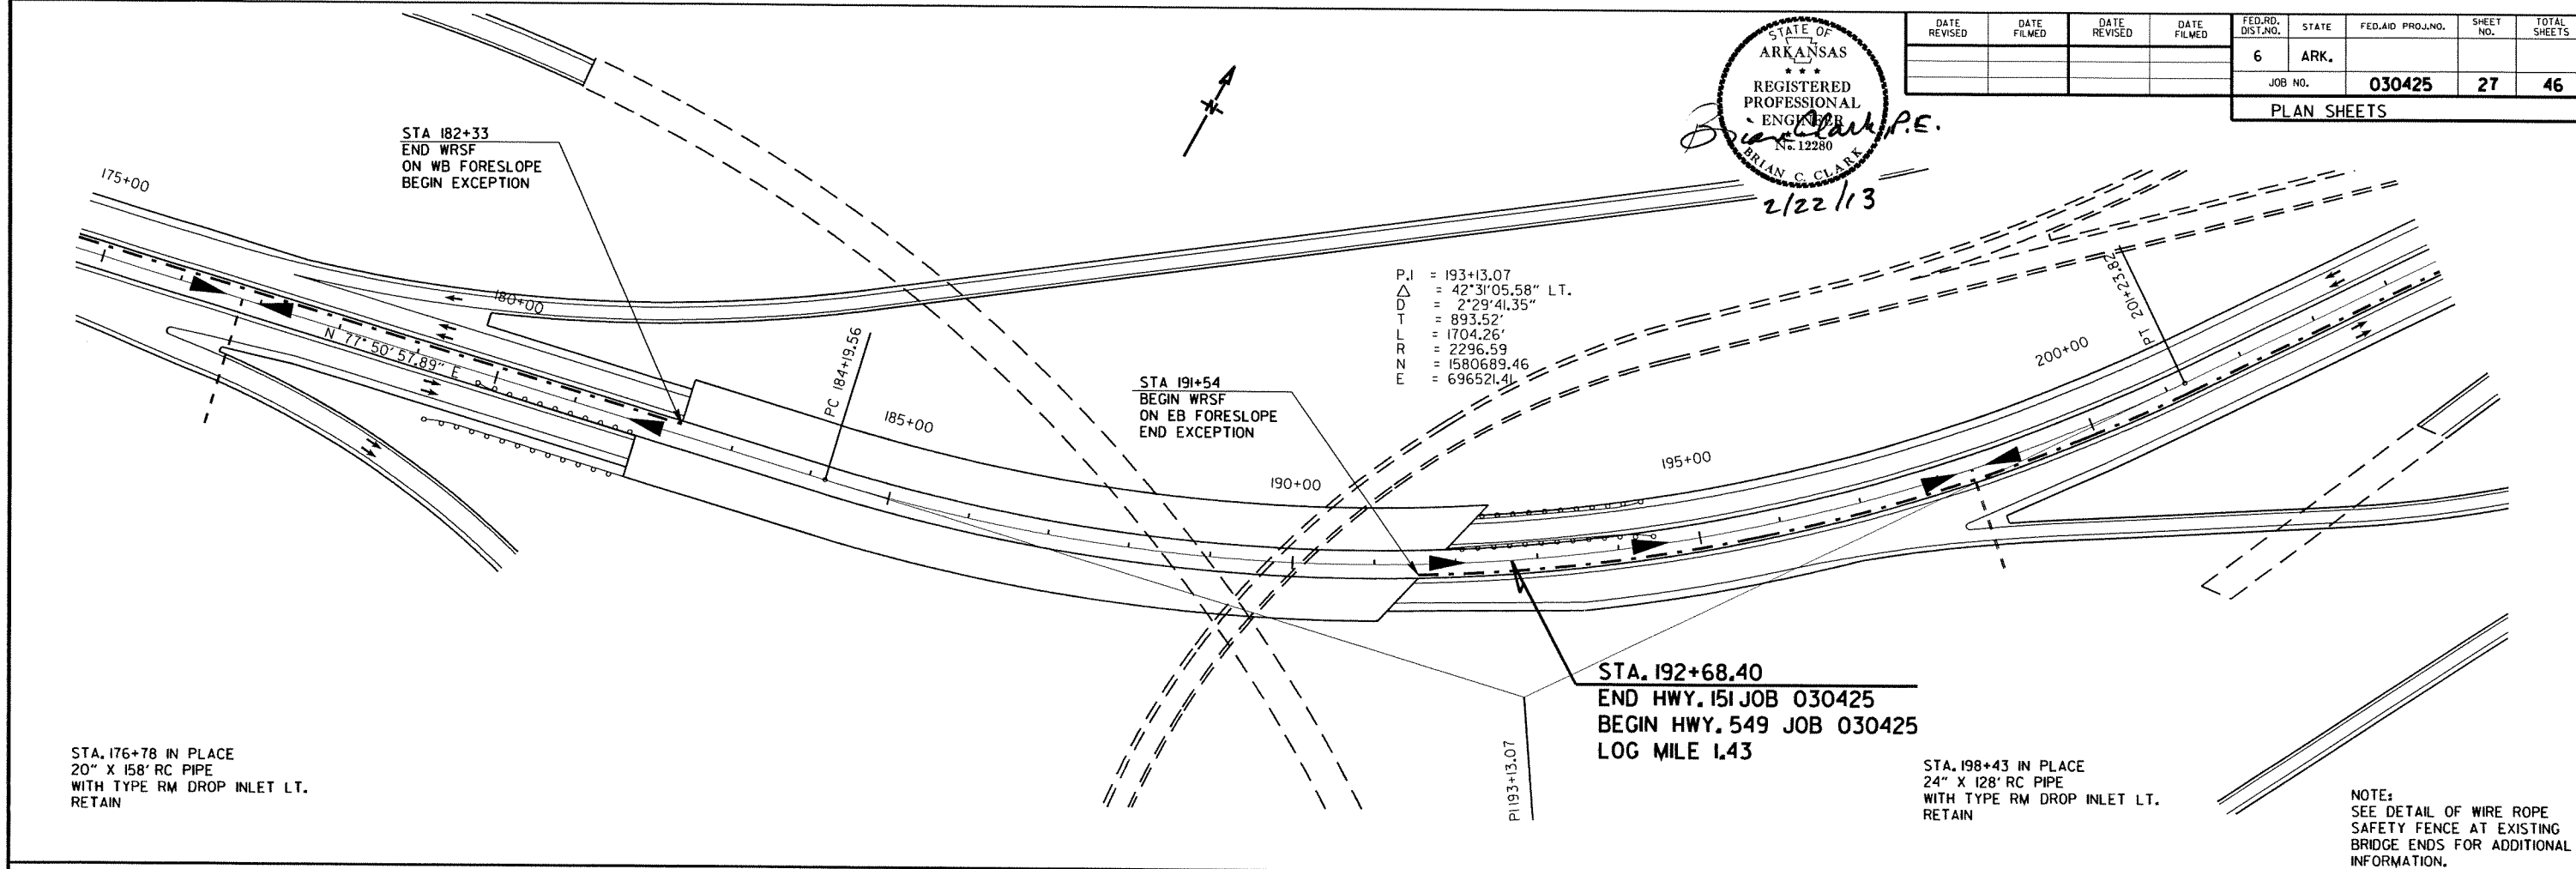 DATE REVISED
DATE FILMED
DATE REVISED
DATE FILMED
FED.RD. DIST.NO.
STATE
FED.AID PROJ.NO.
SHEET NO.
TOTAL SHEETS
6
ARK.
JOB NO.
030425
27
46
PLAN SHEETS
STATE OF
ARKANSAS
★ ★ ★
REGISTERED
PROFESSIONAL
ENGINEER
No. 12280
BRIAN C. CLARK
Brian Clark, P.E.
2/22/13
N
STA 182+33
END WRSF
ON WB FORESLOPE
BEGIN EXCEPTION
175+00
180+00
N 77°50'57.89" E
PC 184+19.56
185+00
P.I = 193+13.07
△ = 42°31'05.58" LT.
D = 2°29'41.35"
T = 893.52'
L = 1704.26'
R = 2296.59
N = 1580689.46
E = 696521.41
STA 191+54
BEGIN WRSF
ON EB FORESLOPE
END EXCEPTION
190+00
195+00
200+00
PT 201+23.82
STA. 192+68.40
END HWY. 151 JOB 030425
BEGIN HWY. 549 JOB 030425
LOG MILE 1.43
PI 193+13.07
STA. 176+78 IN PLACE
20" X 158' RC PIPE
WITH TYPE RM DROP INLET LT.
RETAIN
STA. 198+43 IN PLACE
24" X 128' RC PIPE
WITH TYPE RM DROP INLET LT.
RETAIN
NOTE:
SEE DETAIL OF WIRE ROPE
SAFETY FENCE AT EXISTING
BRIDGE ENDS FOR ADDITIONAL
INFORMATION.